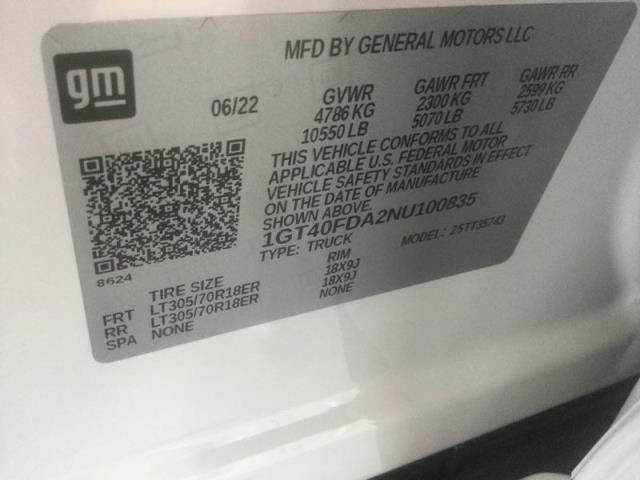 gm
MFD BY GENERAL MOTORS LLC
06/22
GVWR
4786 KG
10550 LB
GAWR FRT
2300 KG
5070 LB
GAWR RR
2599 KG
5730 LB
THIS VEHICLE CONFORMS TO ALL
APPLICABLE U.S. FEDERAL MOTOR
VEHICLE SAFETY STANDARDS IN EFFECT
ON THE DATE OF MANUFACTURE
SHOWN ABOVE.
1GT40FDA2NU100835
TYPE: TRUCK
MODEL: 25TT35743
8624
TIRE SIZE RIM
FRT LT305/70R18ER 18X9J
RR LT305/70R18ER 18X9J
SPA NONE NONE